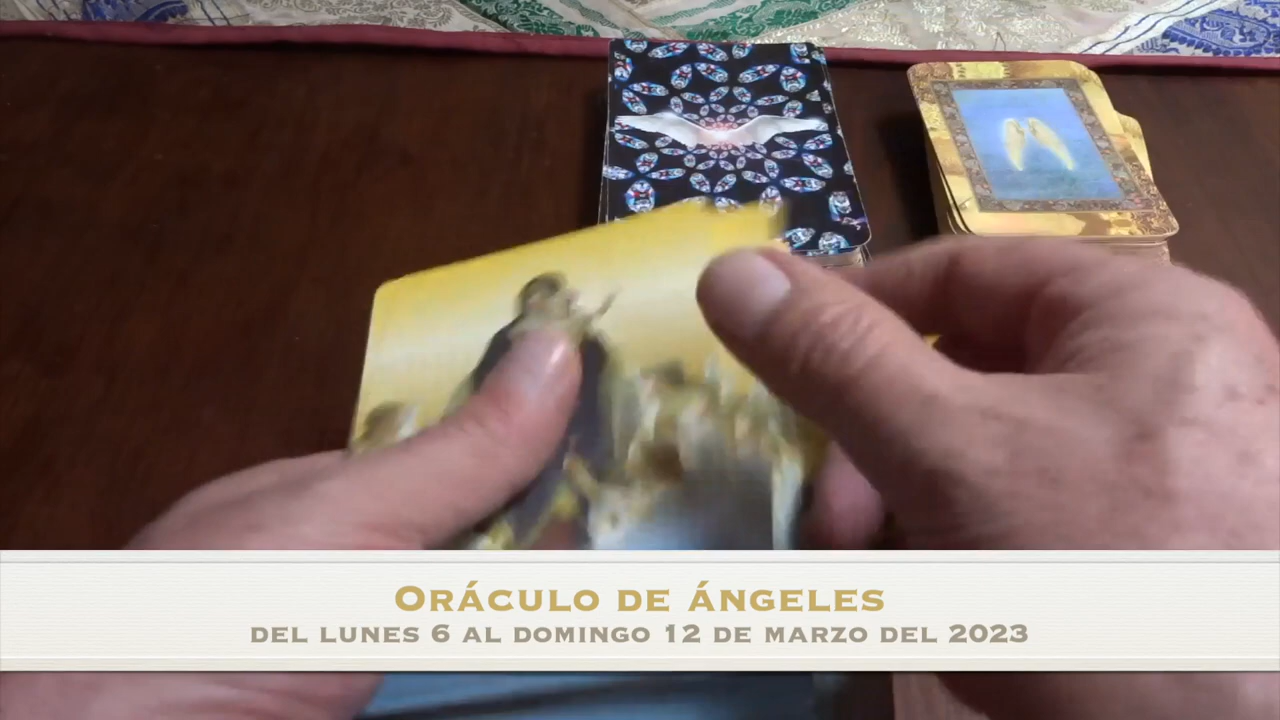 Oráculo de ángeles
del lunes 6 al domingo 12 de marzo del 2023